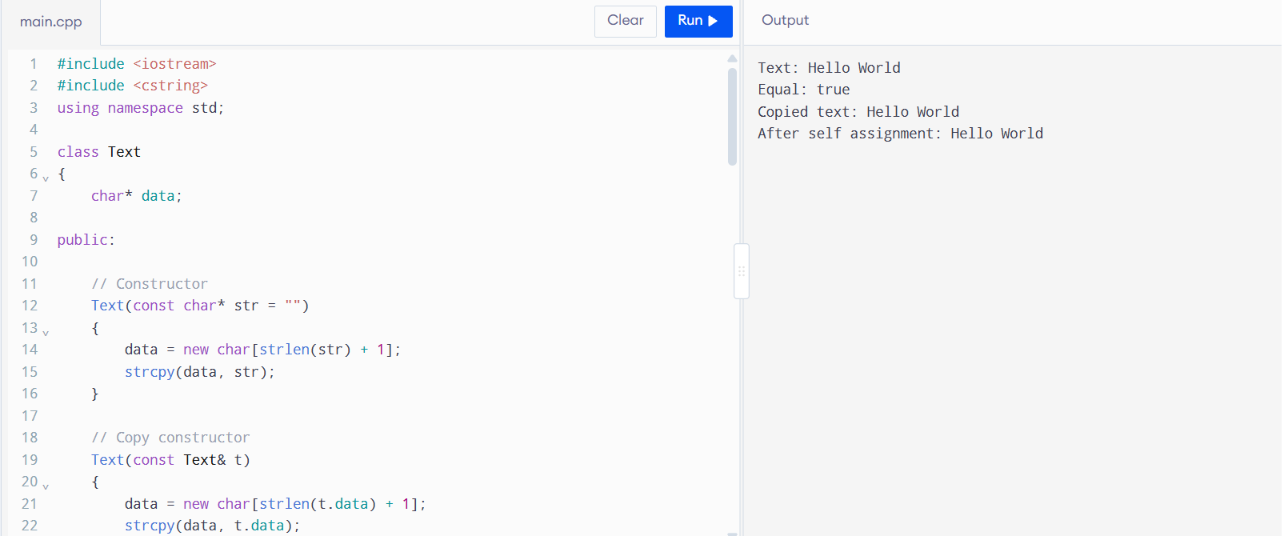 main.cpp
Clear
Run
Output
1 #include <iostream>
2 #include <cstring>
3 using namespace std;
4
5 class Text
6 {
7 char* data;
8
9 public:
10
11 // Constructor
12 Text(const char* str = "")
13 {
14 data = new char[strlen(str) + 1];
15 strcpy(data, str);
16 }
17
18 // Copy constructor
19 Text(const Text& t)
20 {
21 data = new char[strlen(t.data) + 1];
22 strcpy(data, t.data);
Text: Hello World
Equal: true
Copied text: Hello World
After self assignment: Hello World